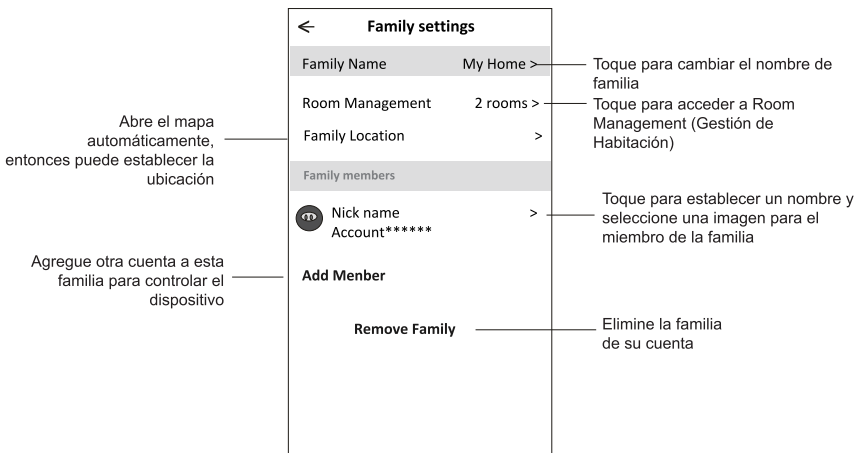 Family settings
Family Name My Home >
Toque para cambiar el nombre de
familia
Room Management 2 rooms >
Toque para acceder a Room
Management (Gestión de
Habitación)
Abre el mapa
automáticamente,
entonces puede establecer la
ubicación
Family Location >
Family members
Nick name >
Account******
Toque para establecer un nombre y
seleccione una imagen para el
miembro de la familia
Agregue otra cuenta a esta
familia para controlar el
dispositivo
Add Menber
Remove Family
Elimine la familia
de su cuenta